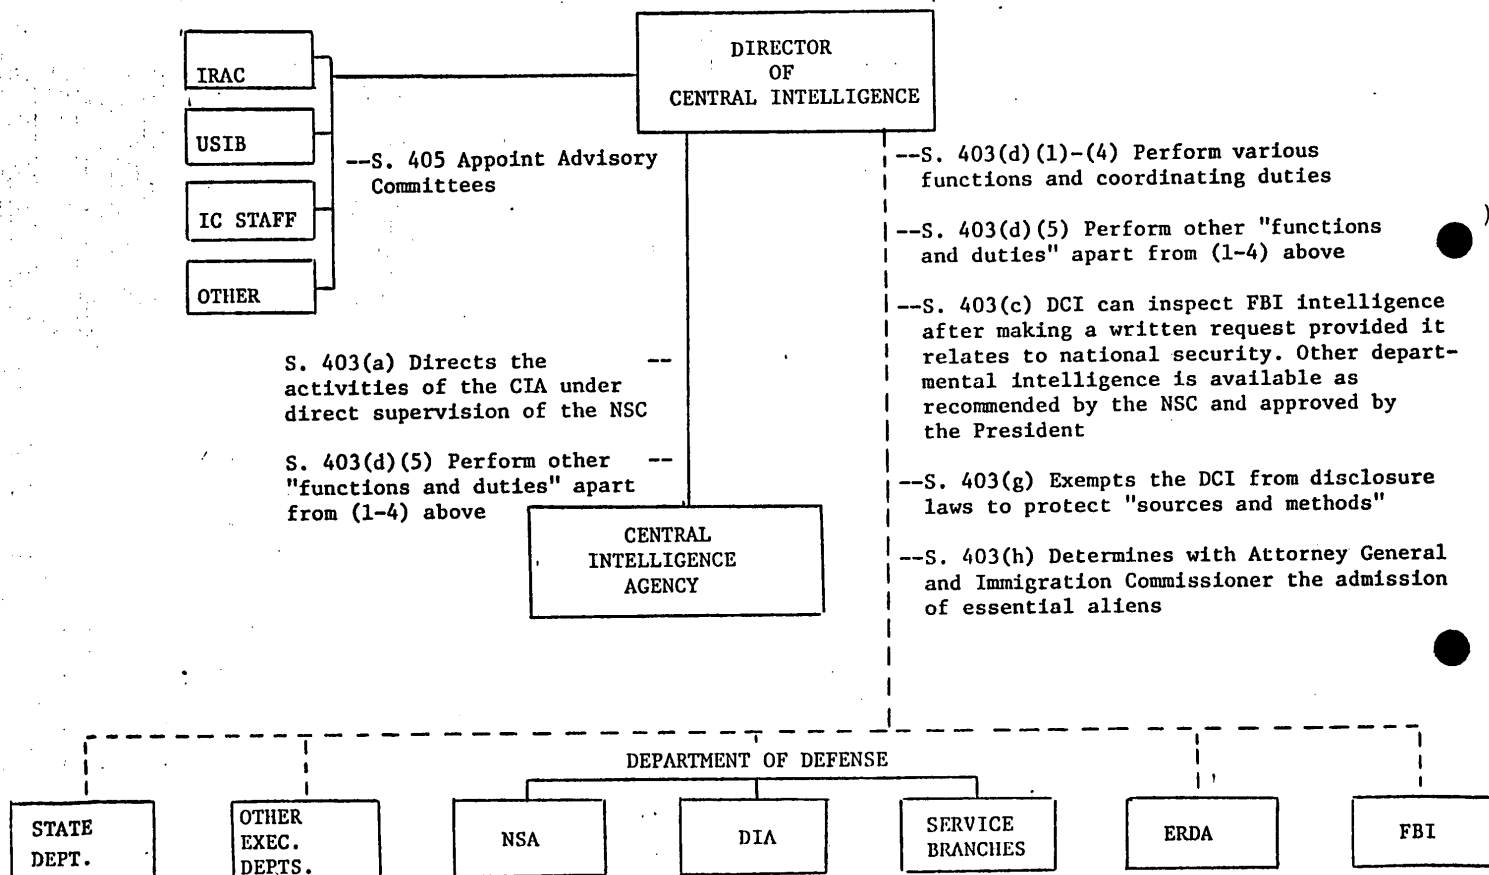 DIRECTOR
OF
CENTRAL INTELLIGENCE
IRAC
USIB
IC STAFF
OTHER
--S. 405 Appoint Advisory
Committees
S. 403(a) Directs the --
activities of the CIA under
direct supervision of the NSC
S. 403(d)(5) Perform other --
"functions and duties" apart
from (1-4) above
CENTRAL
INTELLIGENCE
AGENCY
--S. 403(d)(1)-(4) Perform various
functions and coordinating duties
--S. 403(d)(5) Perform other "functions
and duties" apart from (1-4) above
--S. 403(c) DCI can inspect FBI intelligence
after making a written request provided it
relates to national security. Other depart-
mental intelligence is available as
recommended by the NSC and approved by
the President
--S. 403(g) Exempts the DCI from disclosure
laws to protect "sources and methods"
--S. 403(h) Determines with Attorney General
and Immigration Commissioner the admission
of essential aliens
)
DEPARTMENT OF DEFENSE
STATE
DEPT.
OTHER
EXEC.
DEPTS.
NSA
DIA
SERVICE
BRANCHES
ERDA
FBI